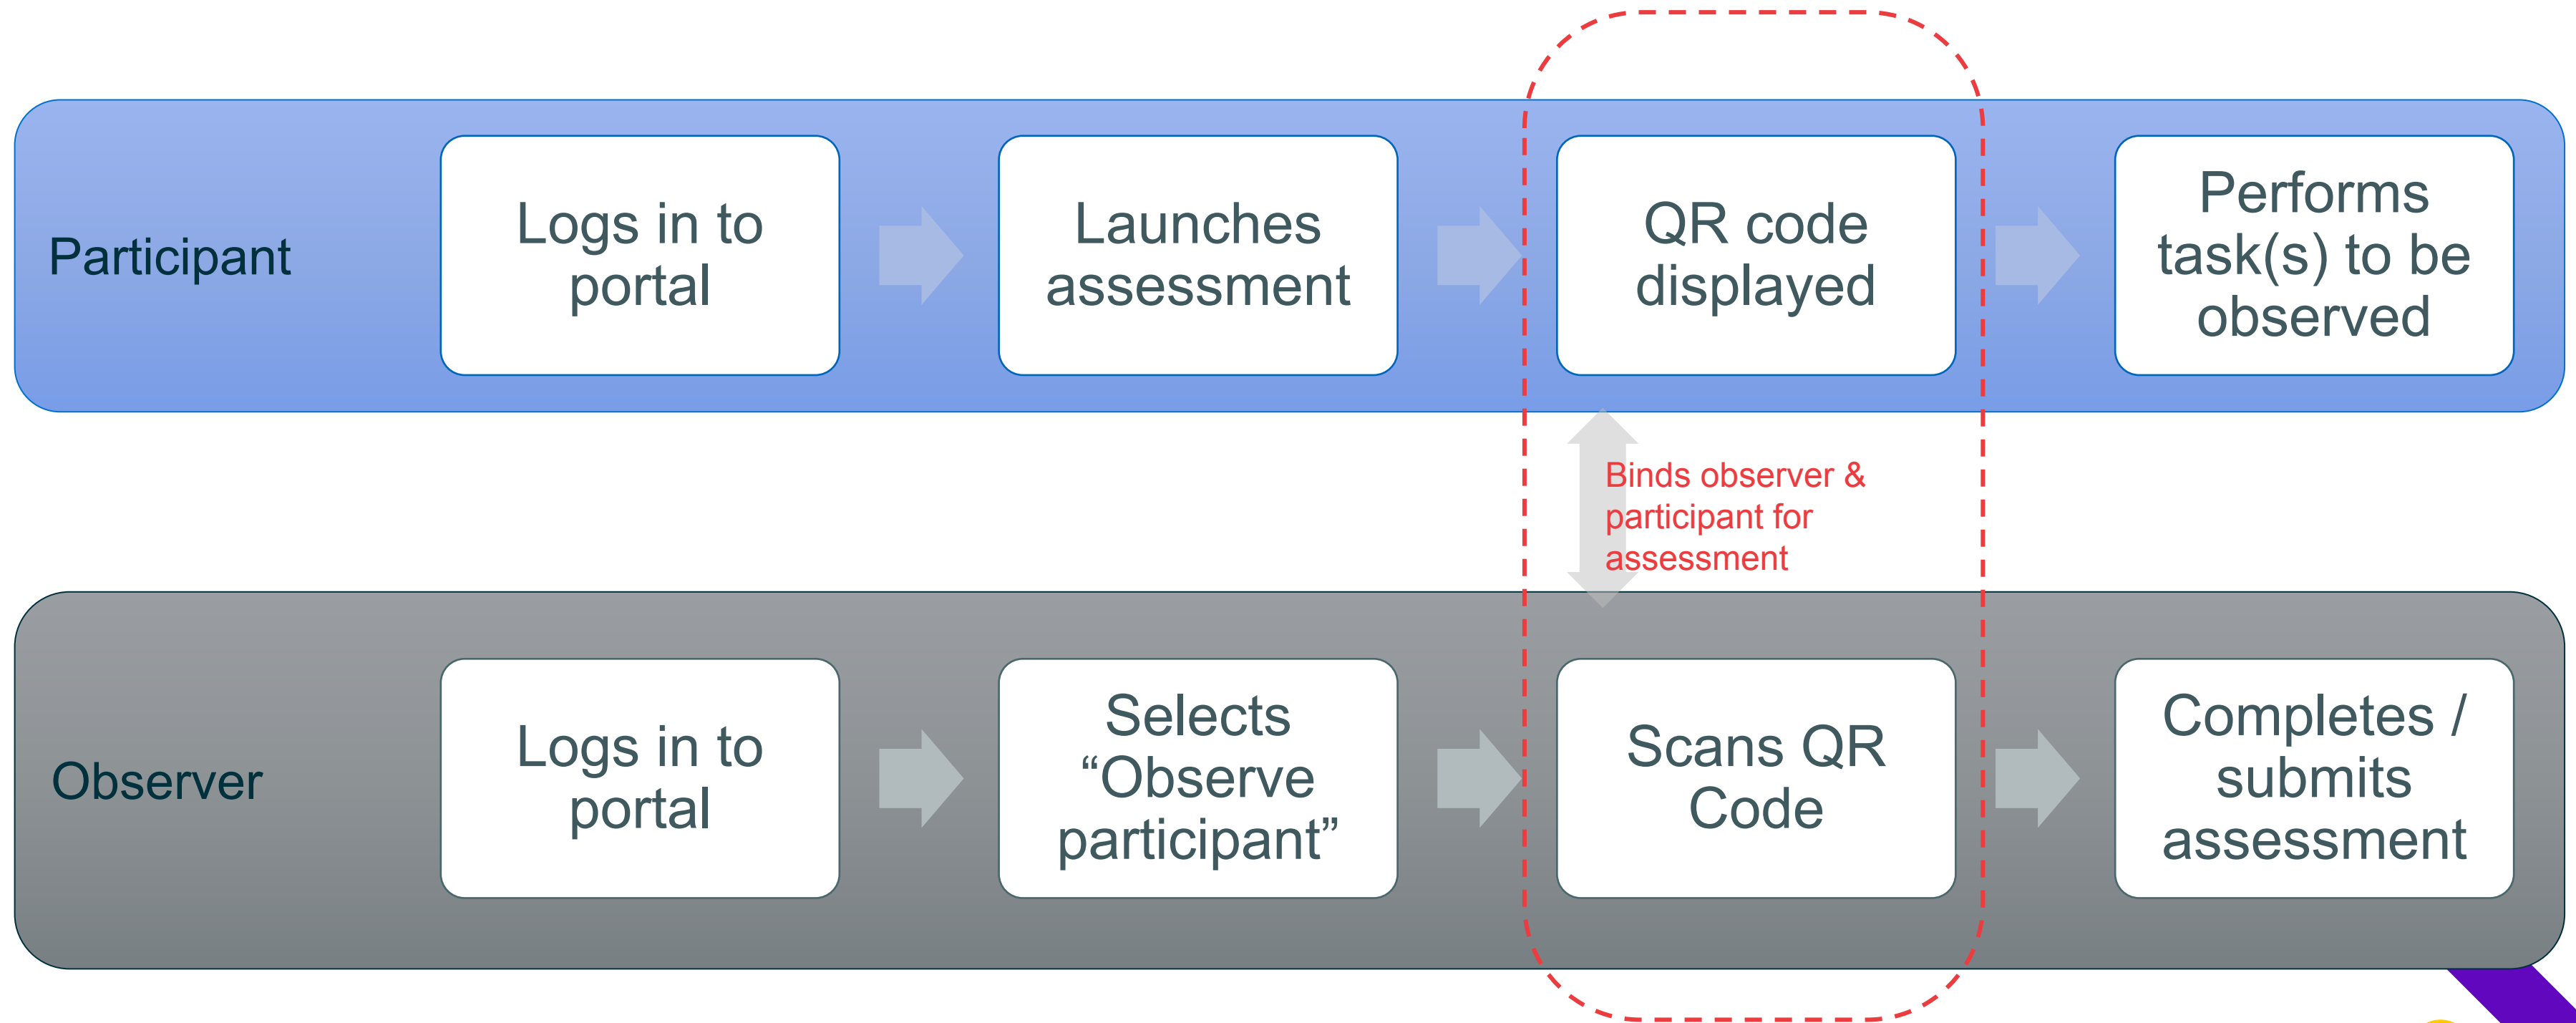 Participant
Logs in to
portal
Launches
assessment
QR code
displayed
Performs
task(s) to be
observed
Binds observer &
participant for
assessment
Observer
Logs in to
portal
Selects
“Observe
participant”
Scans QR
Code
Completes /
submits
assessment